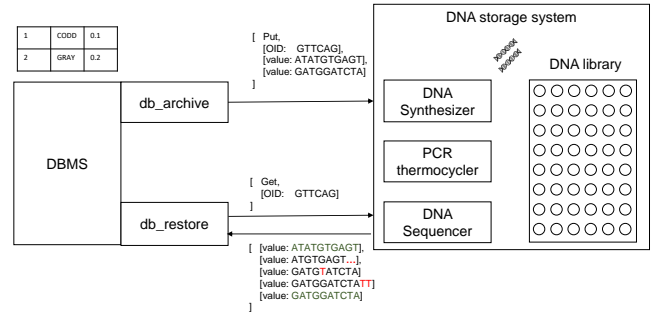 DNA storage system
1 CODD 0.1
2 GRAY 0.2
[ Put,
[OID: GTTCAG],
[value: ATATGTGAGT],
[value: GATGGATCTA]
]
DNA library
db_archive
DNA
Synthesizer
DBMS
PCR
thermocycler
[ Get,
[OID: GTTCAG]
]
db_restore
DNA
Sequencer
[ [value: ATATGTGAGT],
[value: ATGTGAGT...],
[value: GATGTATCTA]
[value: GATGGATCTATT]
[value: GATGGATCTA]
]